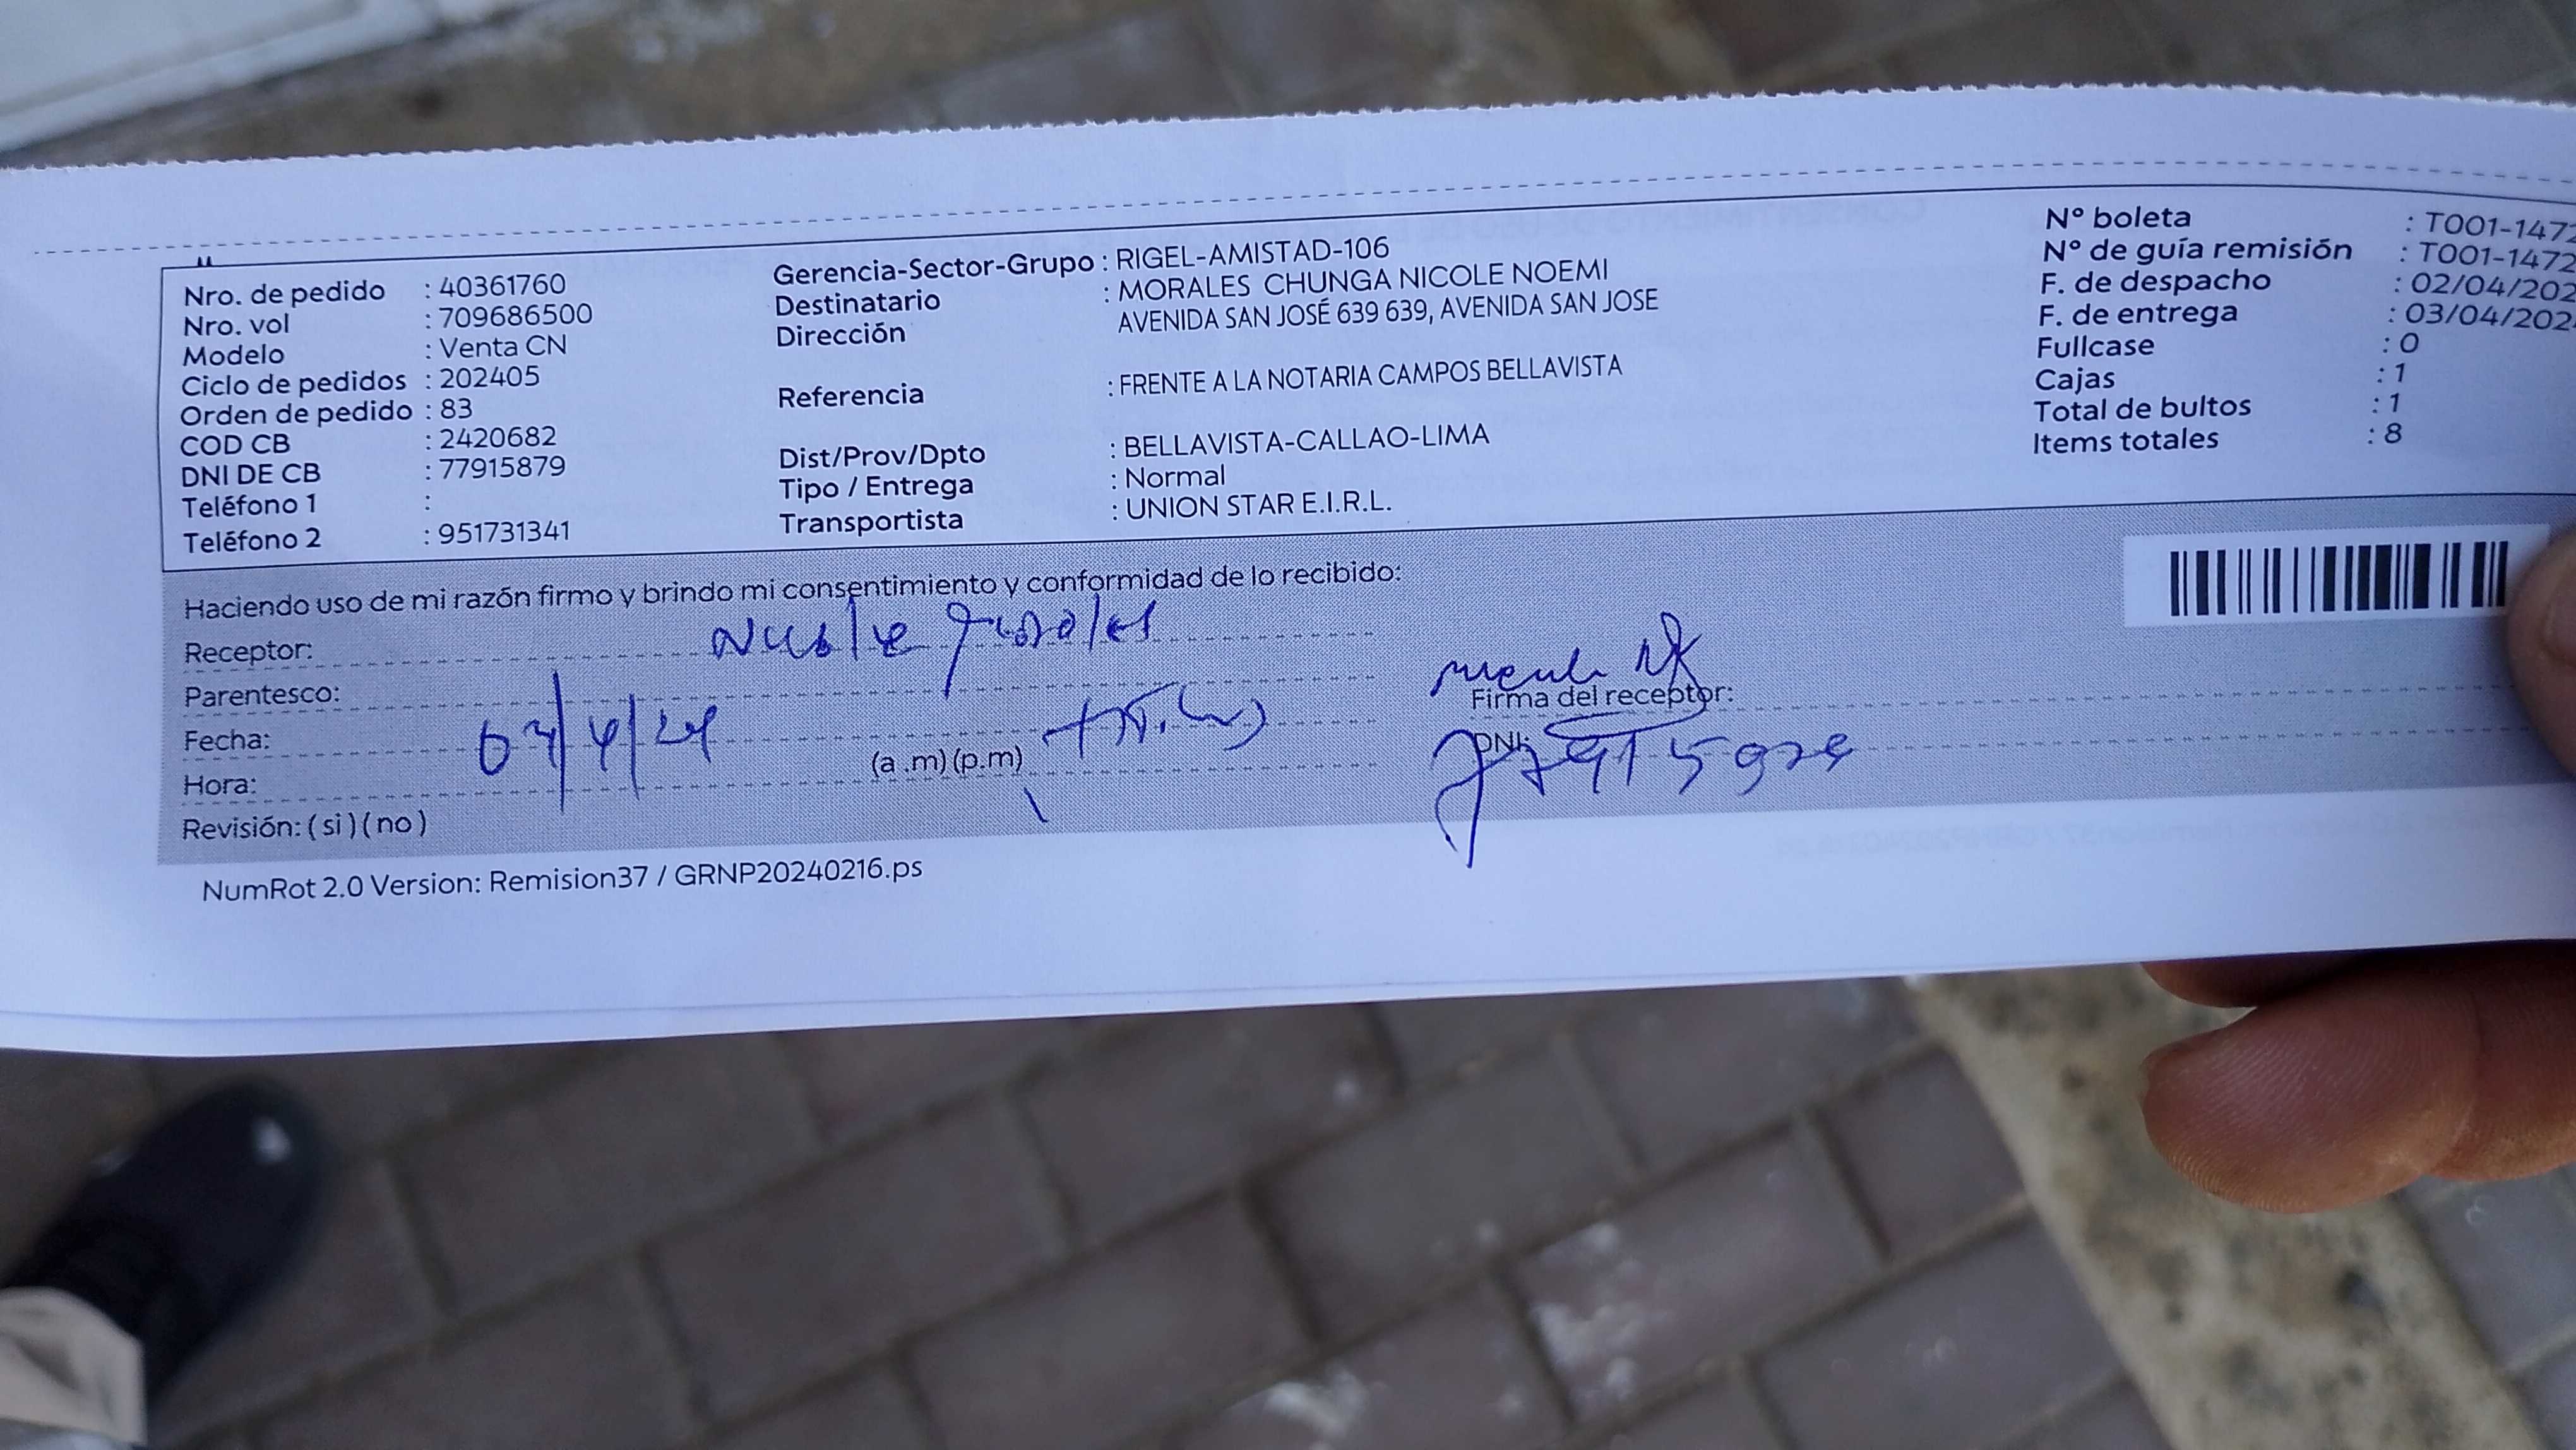 Nro. de pedido : 40361760
Nro. vol : 709686500
Modelo : Venta CN
Ciclo de pedidos : 202405
Orden de pedido : 83
COD CB : 2420682
DNI DE CB : 77915879
Teléfono 1 :
Teléfono 2 : 951731341
Gerencia-Sector-Grupo : RIGEL-AMISTAD-106
Destinatario : MORALES CHUNGA NICOLE NOEMI
Dirección AVENIDA SAN JOSÉ 639 639, AVENIDA SAN JOSE
Referencia : FRENTE A LA NOTARIA CAMPOS BELLAVISTA
Dist/Prov/Dpto : BELLAVISTA-CALLAO-LIMA
Tipo / Entrega : Normal
Transportista : UNION STAR E.I.R.L.
N° boleta : T001-1472
N° de guía remisión : T001-1472
F. de despacho : 02/04/202
F. de entrega : 03/04/202
Fullcase : 0
Cajas : 1
Total de bultos : 1
Items totales : 8
Haciendo uso de mi razón firmo y brindo mi consentimiento y conformidad de lo recibido:
Receptor: Nicole Morales
Parentesco:
Fecha:
Hora: (a.m) (p.m)
Revisión: ( si ) ( no )
Firma del receptor:
DNI:
NumRot 2.0 Version: Remision37 / GRNP20240216.ps